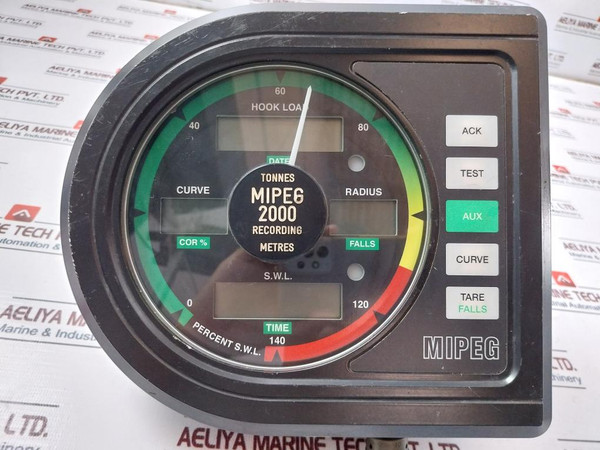 60
HOOK LOAD
40
80
DATE
TONNES
MIPEG
2000
RECORDING
METRES
CURVE
COR %
RADIUS
FALLS
S.W.L.
0
120
TIME
140
PERCENT S.W.L.
ACK
TEST
AUX
CURVE
TARE
FALLS
MIPEG
AELIYA MARINE TECH PVT. LTD.